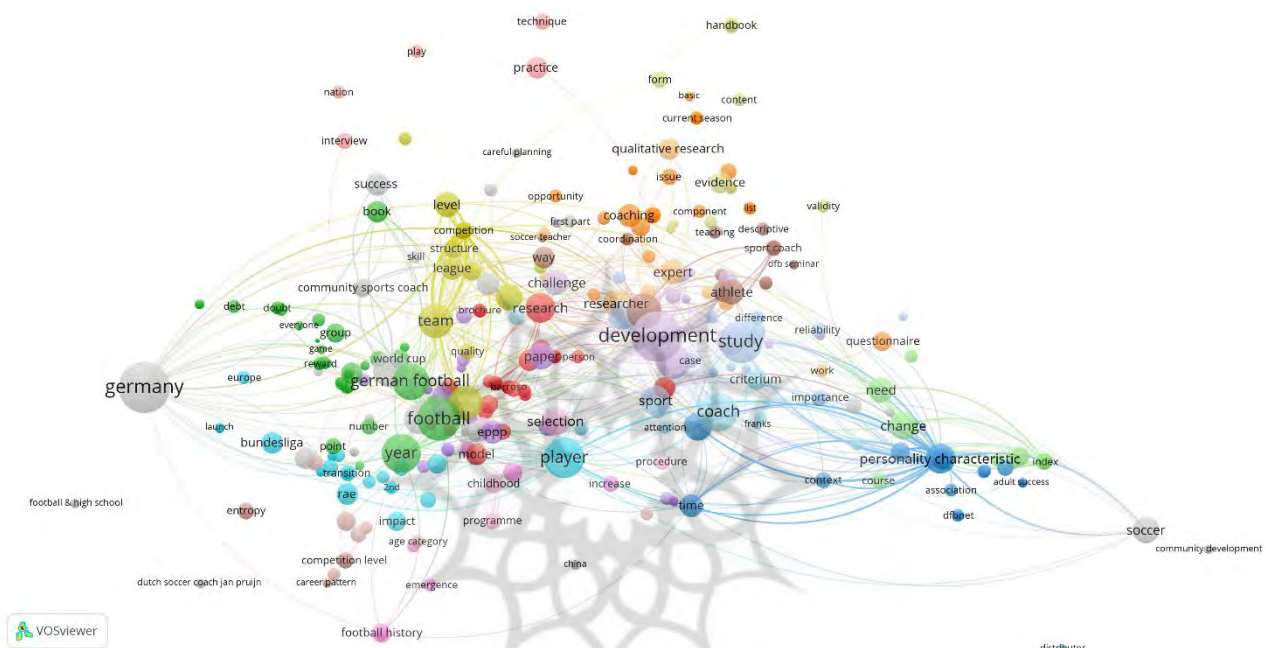 technique
handbook
play
practice
form
nation
basic
content
current season
interview
careful planning
qualitative research
success
issue
evidence
opportunity
book
level
coaching
component
list
validity
first part
competition
soccer teacher
coordination
teaching
descriptive
structure
skill
way
sport coach
league
expert
dfb seminar
community sports coach
challenge
athlete
debt
doubt
brochure
research
researcher
everyone
team
difference
group
development
study
reliability
game
quality
questionnaire
reward
world cup
paper
person
case
work
europe
german football
criterium
germany
barroso
importance
need
sport
football
selection
coach
launch
number
eppp
attention
franks
change
bundesliga
point
year
model
player
procedure
personality characteristic
index
transition
2nd
childhood
increase
context
course
adult success
rae
association
football & high school
entropy
time
dfbnet
impact
programme
soccer
age category
community development
competition level
china
dutch soccer coach jan pruijn
career pattern
emergence
football history
VOSviewer
distributor